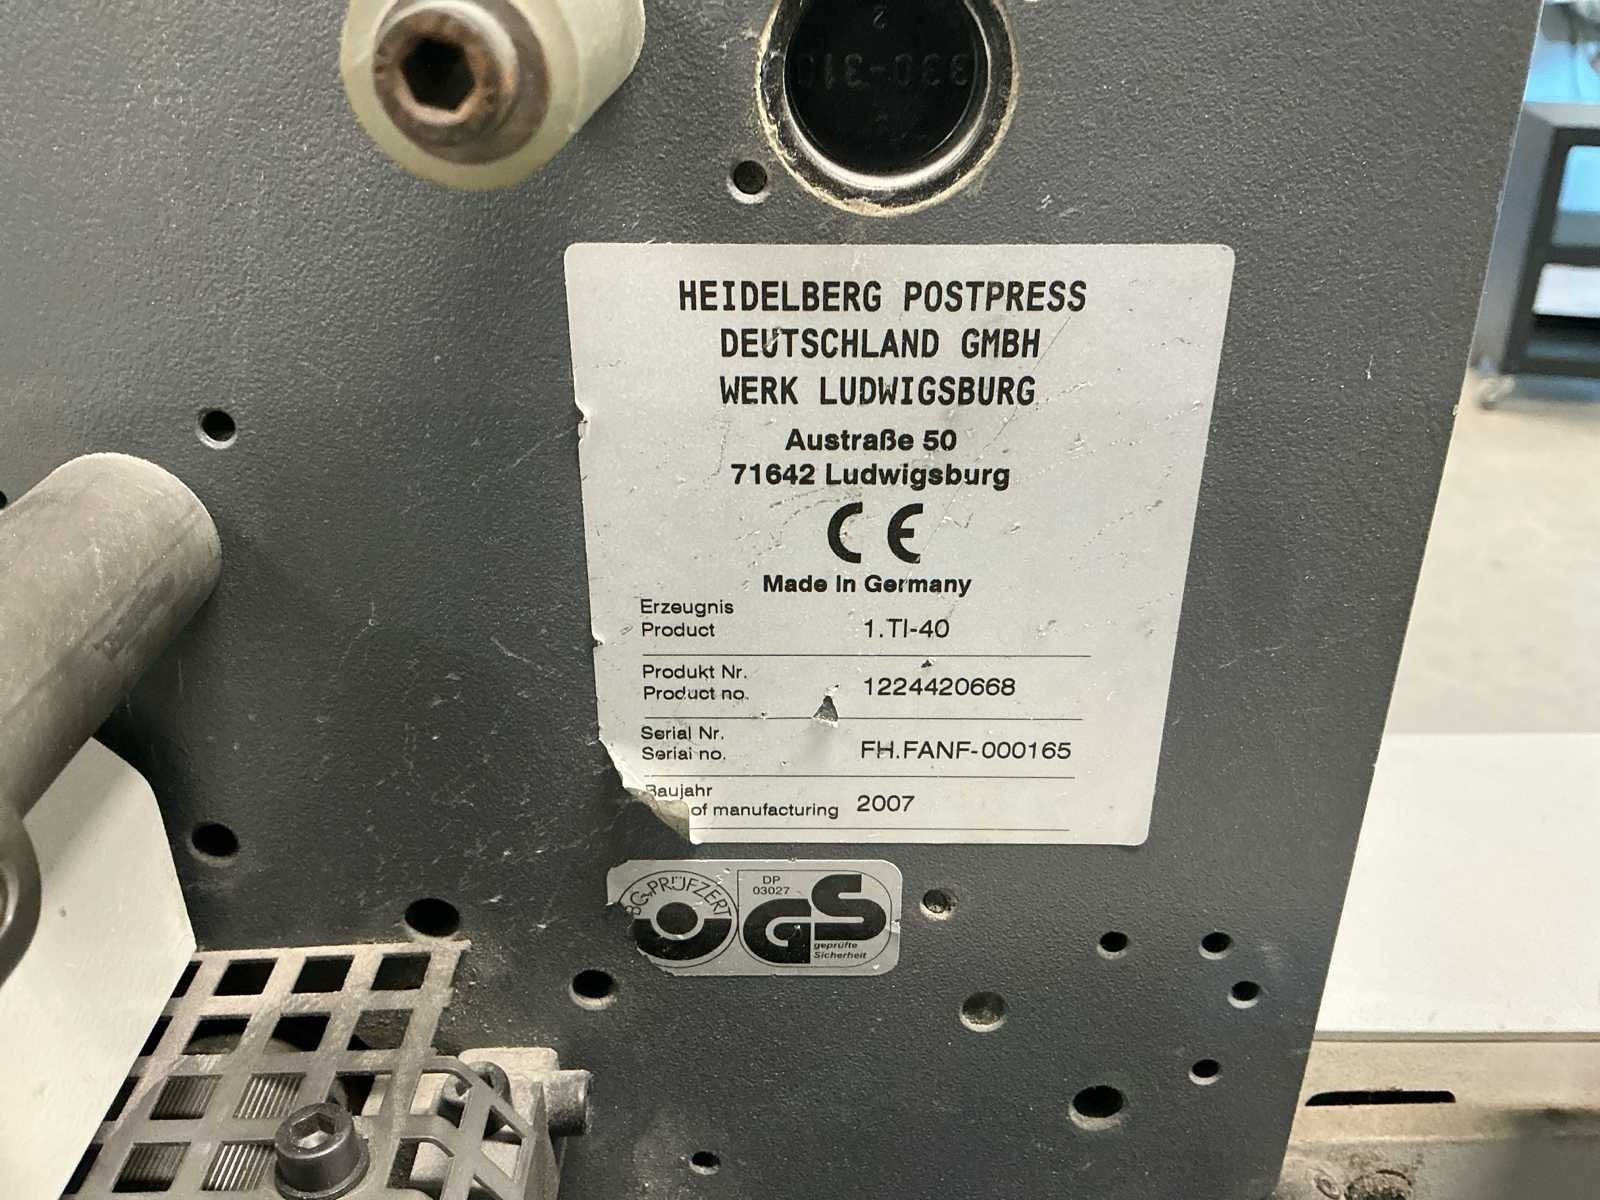 2
330-310
HEIDELBERG POSTPRESS
DEUTSCHLAND GMBH
WERK LUDWIGSBURG
Austraße 50
71642 Ludwigsburg
CE
Made in Germany
Erzeugnis
Product 1.TI-40
Produkt Nr.
Product no. 1224420668
Serial Nr.
Serial no. FH.FANF-000165
Baujahr
of manufacturing 2007
BG-PRÜFZERT
DP
03027
GS
geprüfte
Sicherheit